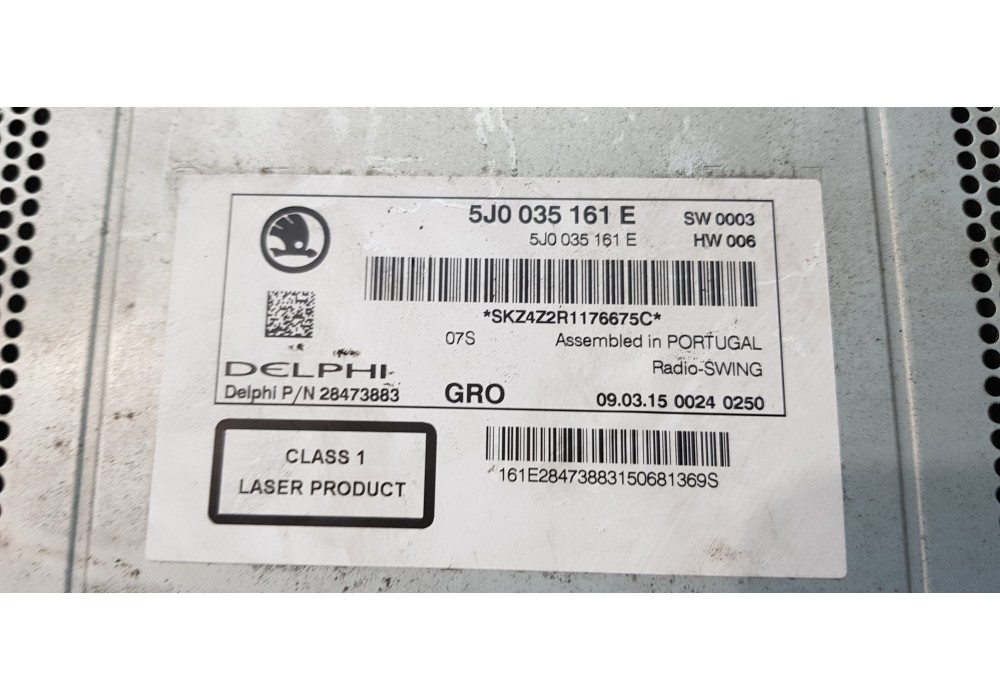 5J0 035 161 E SW 0003
5J0 035 161 E HW 006
*SKZ4Z2R1176675C*
07S Assembled in PORTUGAL
DELPHI Radio-SWING
Delphi P/N 28473883 GRO 09.03.15 0024 0250
CLASS 1
LASER PRODUCT
161E28473883150681369S